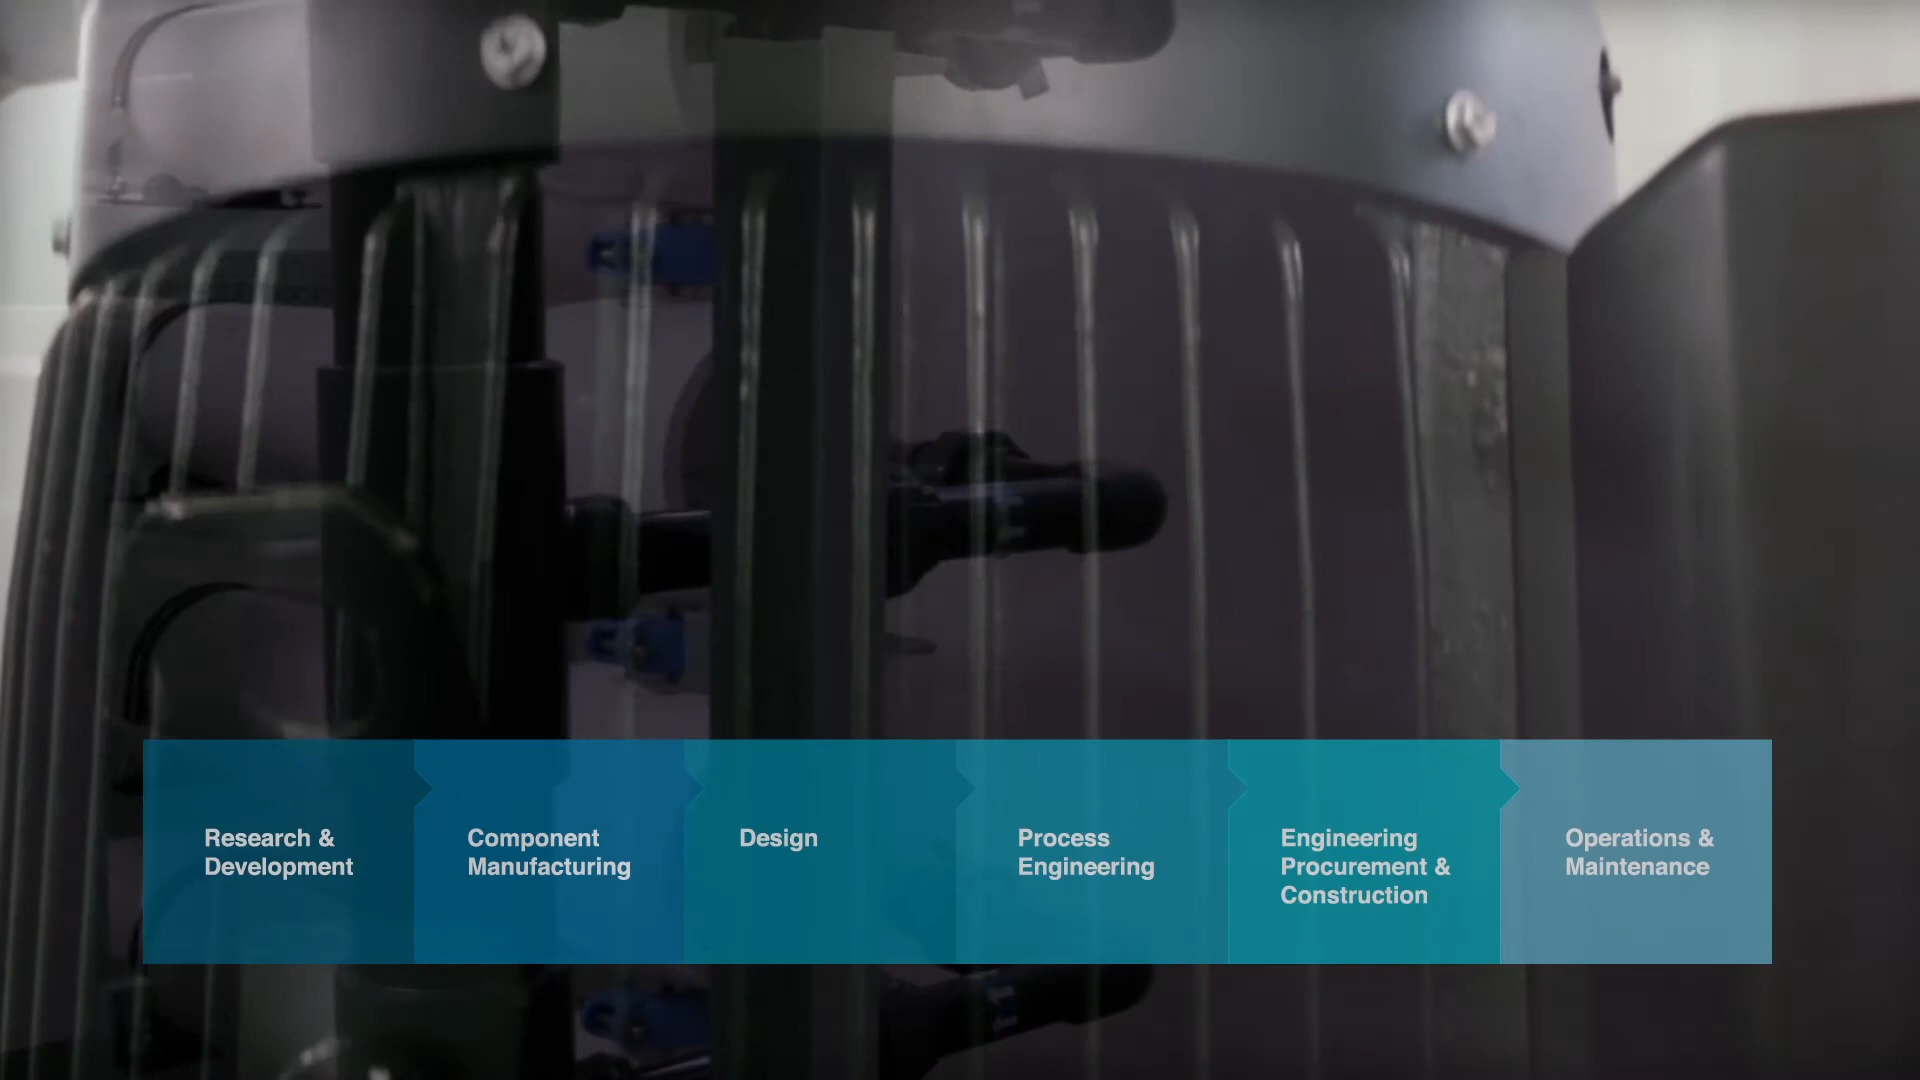 Research &
Development
Component
Manufacturing
Design
Process
Engineering
Engineering
Procurement &
Construction
Operations &
Maintenance